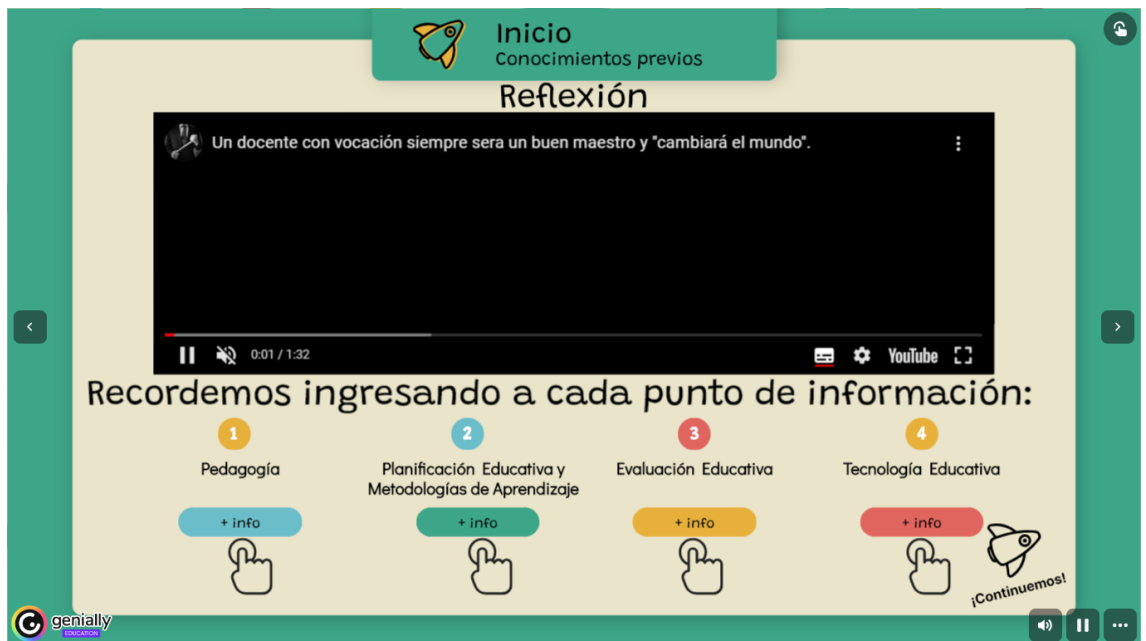 Inicio
Conocimientos previos
Reflexión
Un docente con vocación siempre sera un buen maestro y "cambiará el mundo".
0:01 / 1:32
YouTube
Recordemos ingresando a cada punto de información:
1
2
3
4
Pedagogía
Planificación Educativa y
Metodologías de Aprendizaje
Evaluación Educativa
Tecnología Educativa
+ info
+ info
+ info
+ info
¡Continuemos!
genially
EDUCATION